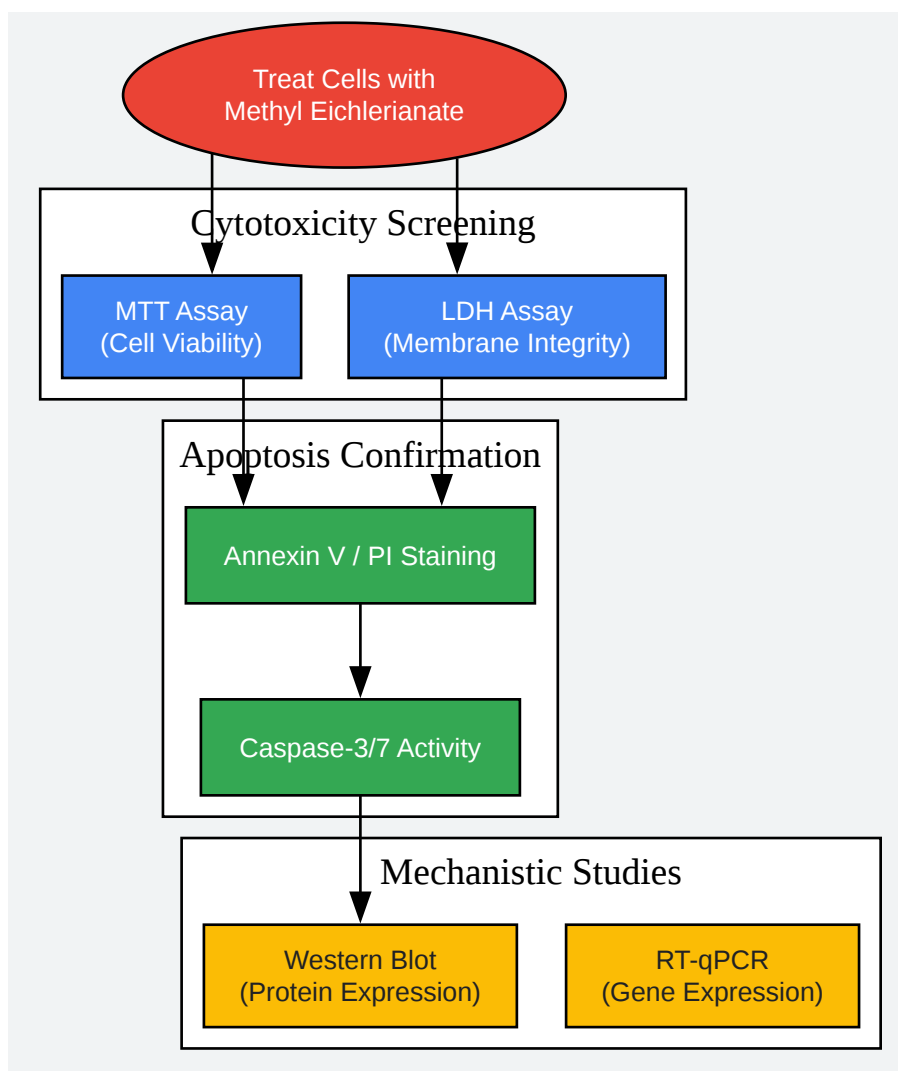 Treat Cells with
Methyl Eichlerianate
Cytotoxicity Screening
MTT Assay
(Cell Viability)
LDH Assay
(Membrane Integrity)
Apoptosis Confirmation
Annexin V / PI Staining
Caspase-3/7 Activity
Mechanistic Studies
Western Blot
(Protein Expression)
RT-qPCR
(Gene Expression)